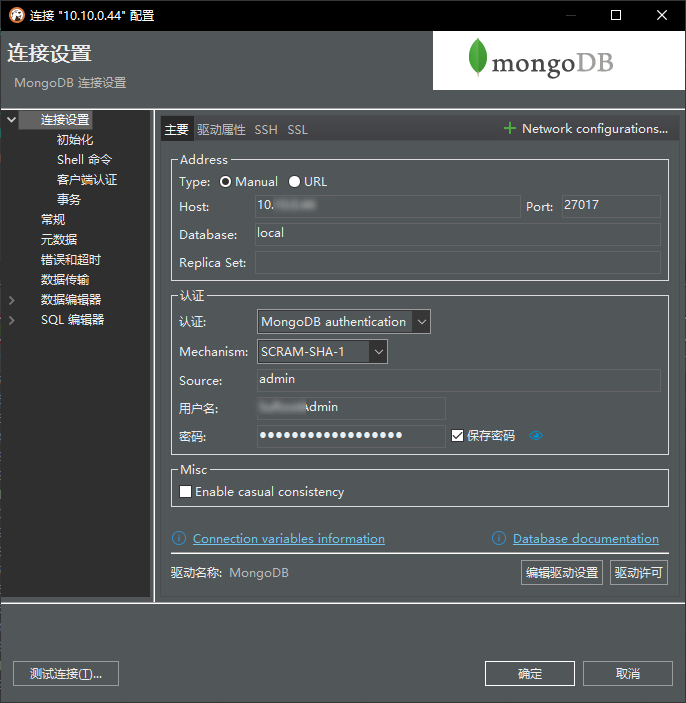 连接 "10.10.0.44" 配置
连接设置
MongoDB 连接设置
mongoDB
连接设置
初始化
Shell 命令
客户端认证
事务
常规
元数据
错误和超时
数据传输
数据编辑器
SQL 编辑器
主要 驱动属性 SSH SSL Network configurations...
Address
Type: Manual URL
Host: 10. Port: 27017
Database: local
Replica Set:
认证
认证: MongoDB authentication
Mechanism: SCRAM-SHA-1
Source: admin
用户名: Admin
密码: ●●●●●●●●●●●●●●●●●● 保存密码
Misc
Enable casual consistency
Connection variables information Database documentation
驱动名称: MongoDB 编辑驱动设置 驱动许可
测试连接(T)... 确定 取消